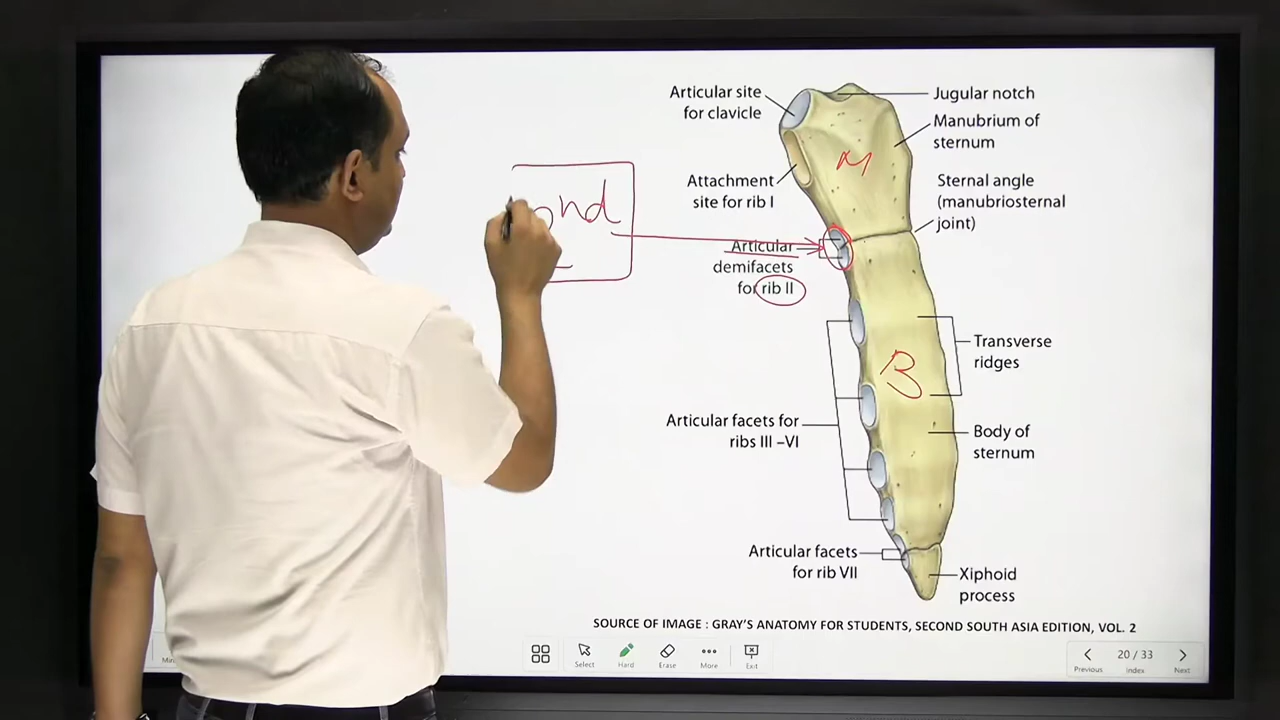 Articular site
for clavicle
Jugular notch
Manubrium of
sternum
M
Attachment
site for rib I
Sternal angle
(manubriosternal
joint)
ond
Articular
demifacets
for rib II
Transverse
ridges
B
Articular facets for
ribs III –VI
Body of
sternum
Articular facets
for rib VII
Xiphoid
process
SOURCE OF IMAGE : GRAY'S ANATOMY FOR STUDENTS, SECOND SOUTH ASIA EDITION, VOL. 2
Select
Hard
Erase
More
Exit
20 / 33
Previous
Index
Next